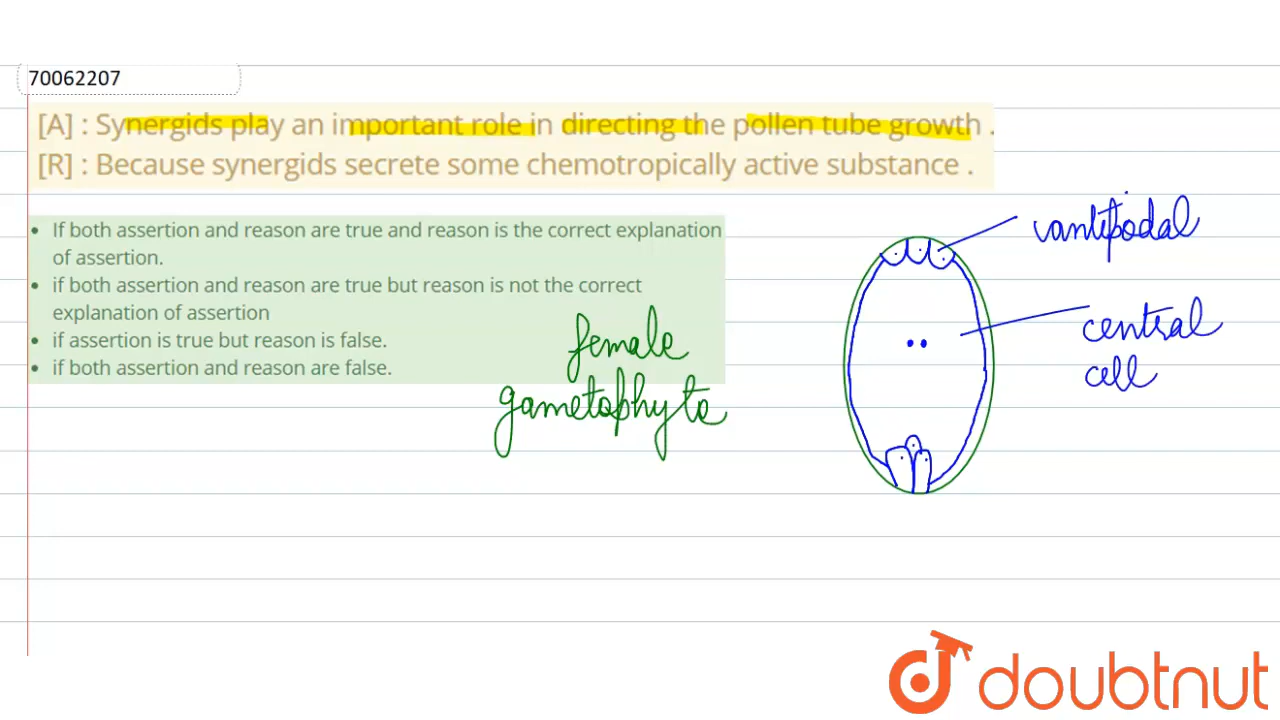 70062207
[A] : Synergids play an important role in directing the pollen tube growth .
[R] : Because synergids secrete some chemotropically active substance .
• If both assertion and reason are true and reason is the correct explanation
of assertion.
• if both assertion and reason are true but reason is not the correct
explanation of assertion
• if assertion is true but reason is false.
• if both assertion and reason are false.
female
gametophyte
antipodal
central
cell
doubtnut